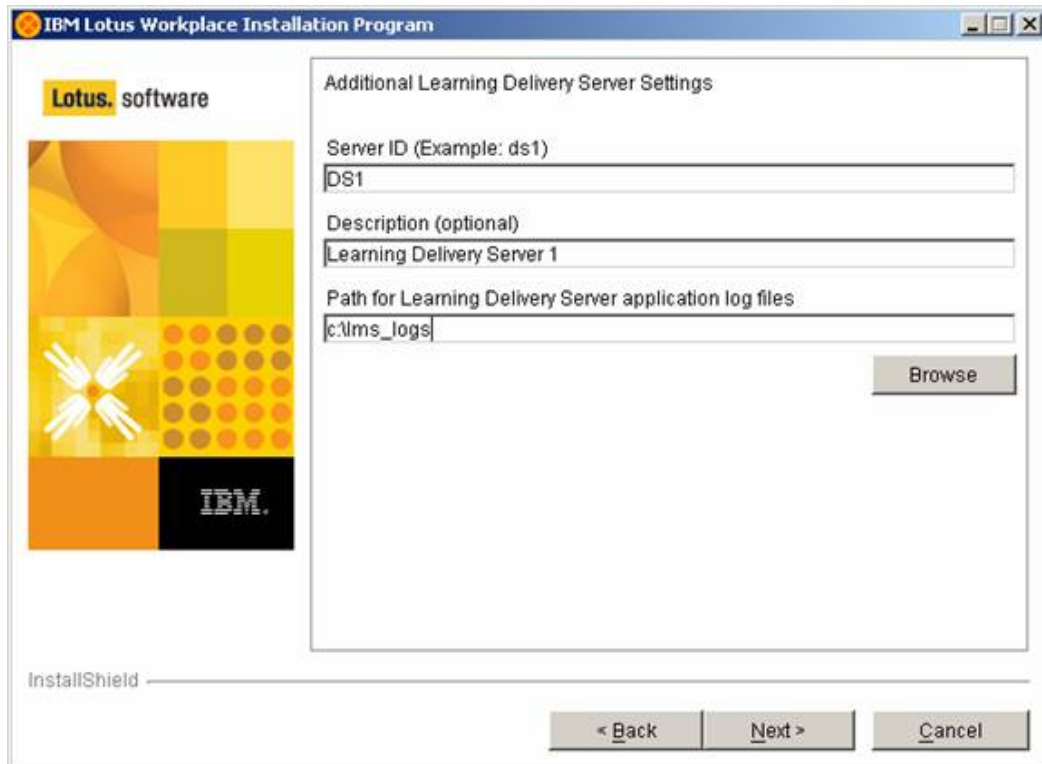 IBM Lotus Workplace Installation Program
Lotus. software
Additional Learning Delivery Server Settings
Server ID (Example: ds1)
DS1
Description (optional)
Learning Delivery Server 1
Path for Learning Delivery Server application log files
c:\lms_logs
Browse
IBM.
InstallShield
< Back
Next >
Cancel